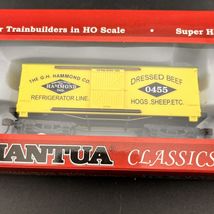 r Trainbuilders in HO Scale
Super H
THE G.H. HAMMOND CO.
HAMMOND
REFRIGERATOR LINE.
DRESSED BEEF
0455
HOGS, SHEEP, ETC.
MANTUA CLASSICS